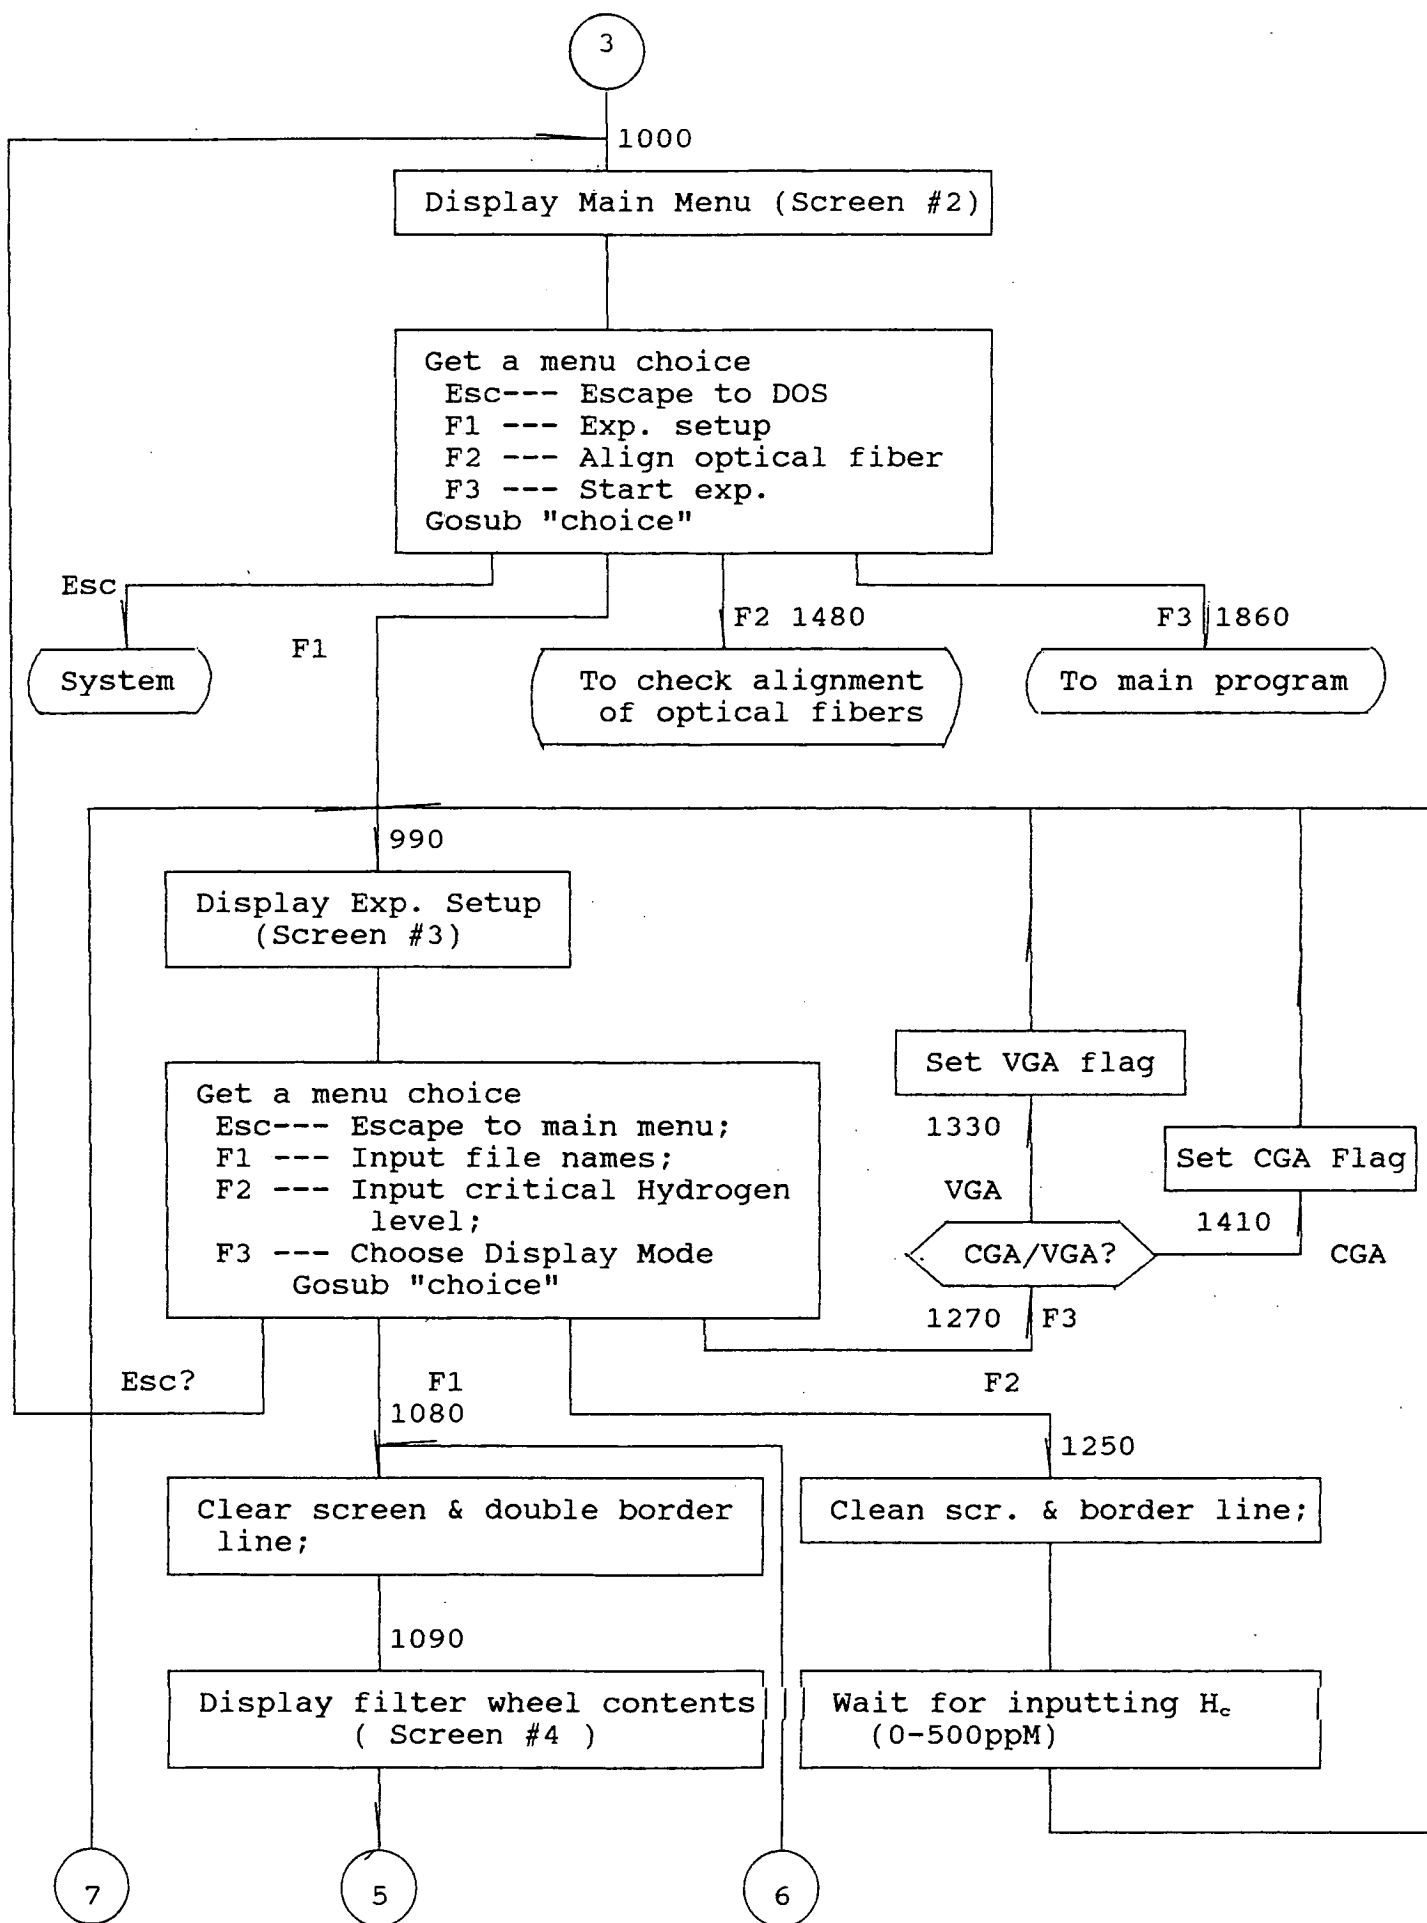 3
1000
Display Main Menu (Screen #2)
Get a menu choice
Esc--- Escape to DOS
F1 --- Exp. setup
F2 --- Align optical fiber
F3 --- Start exp.
Gosub "choice"
Esc
F1
F2 1480
F3 1860
System
To check alignment
of optical fibers
To main program
990
Display Exp. Setup
(Screen #3)
Get a menu choice
Esc--- Escape to main menu;
F1 --- Input file names;
F2 --- Input critical Hydrogen
level;
F3 --- Choose Display Mode
Gosub "choice"
Set VGA flag
1330
VGA
Set CGA Flag
1410
CGA/VGA?
CGA
1270 F3
Esc?
F1
F2
1080
1250
Clear screen & double border
line;
Clean scr. & border line;
1090
Display filter wheel contents
( Screen #4 )
Wait for inputting Hc
(0-500ppM)
7
5
6